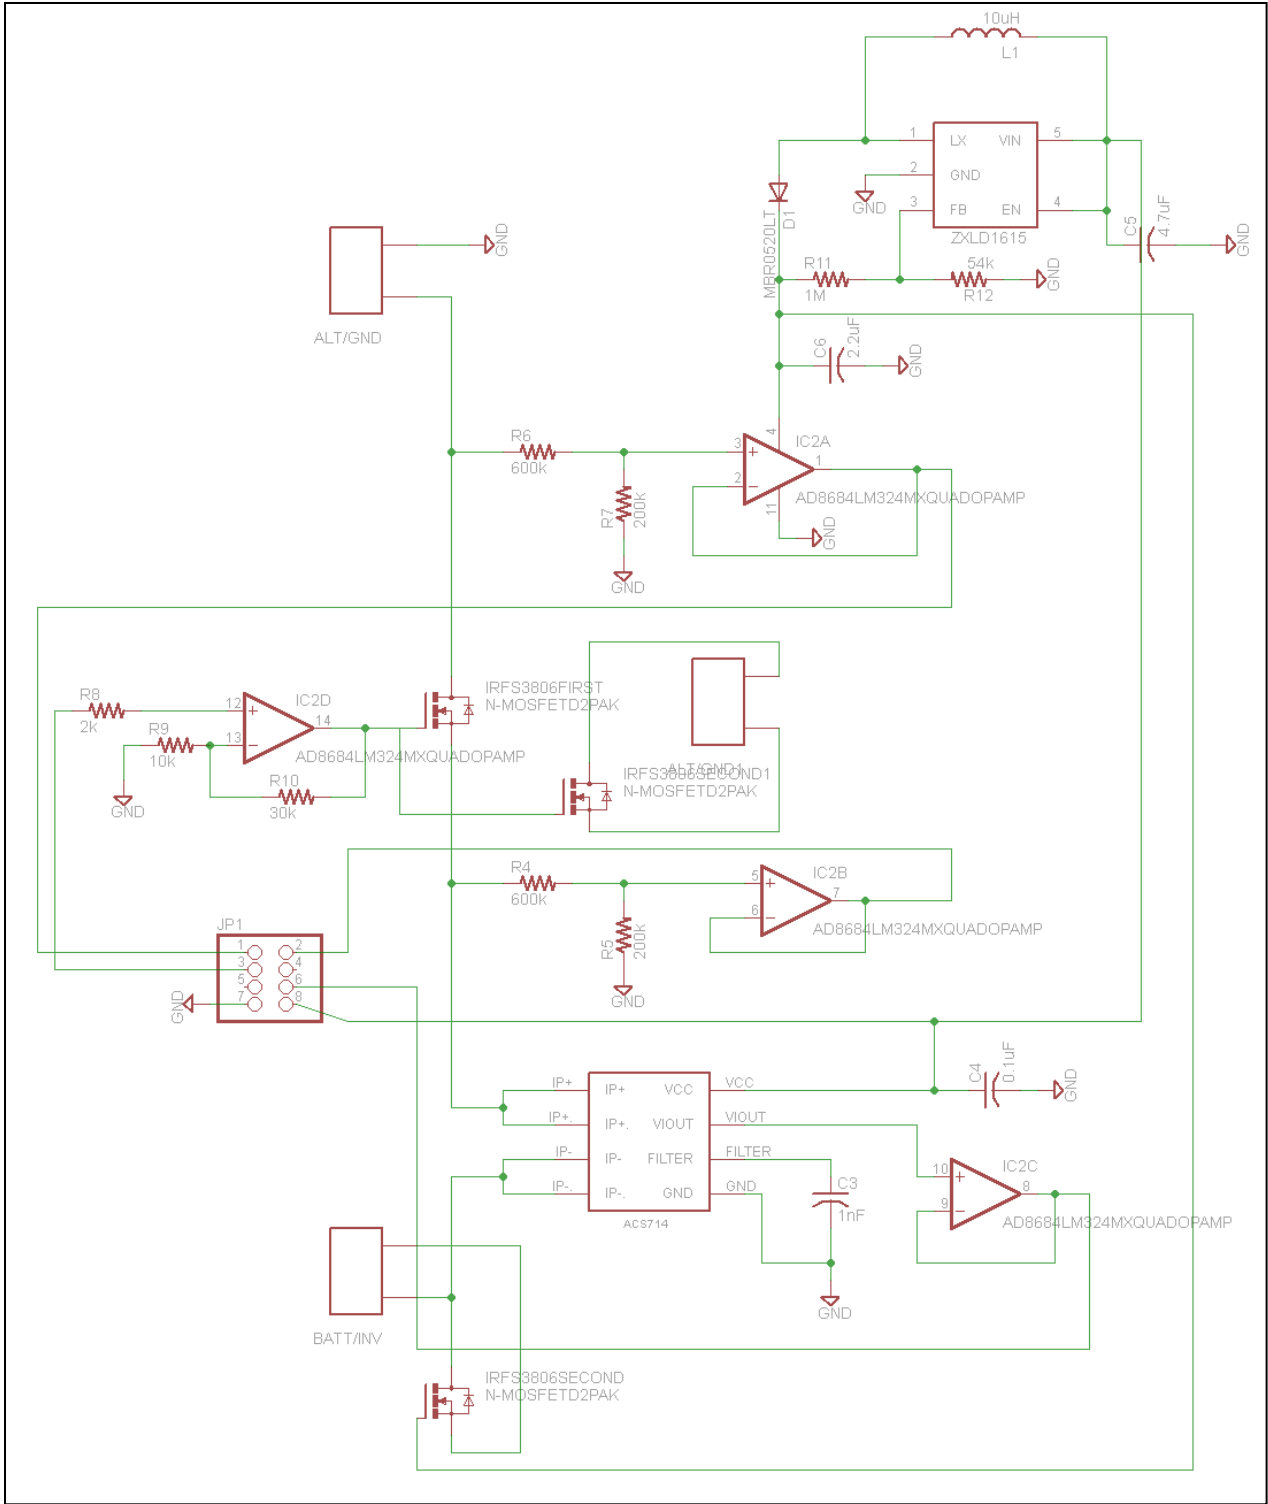 10uH
L1
1
LX
VIN
5
2
GND
GND
3
FB
EN
4
ZXLD1615
C5
4.7uF
GND
MBR0520LT
D1
GND
ALT/GND
R11
1M
54k
R12
GND
C6
2.2uF
GND
R6
600k
R7
200k
GND
3
2
4
11
1
IC2A
AD8684LM324MXQUADOPAMP
GND
R8
2k
R9
10k
GND
R10
30k
12
13
14
IC2D
AD8684LM324MXQUADOPAMP
IRFS3806FIRST
N-MOSFETD2PAK
ALT/GND1
IRFS3806SECOND1
N-MOSFETD2PAK
R4
600k
R5
200k
GND
5
6
7
IC2B
AD8684LM324MXQUADOPAMP
JP1
1
2
3
4
5
6
7
8
GND
IP+
IP+.
IP-
IP-.
IP+
IP+.
IP-
IP-.
VCC
VIOUT
FILTER
GND
VCC
VIOUT
FILTER
GND
ACS714
C4
0.1uF
GND
C3
1nF
GND
10
9
8
IC2C
AD8684LM324MXQUADOPAMP
BATT/INV
IRFS3806SECOND
N-MOSFETD2PAK